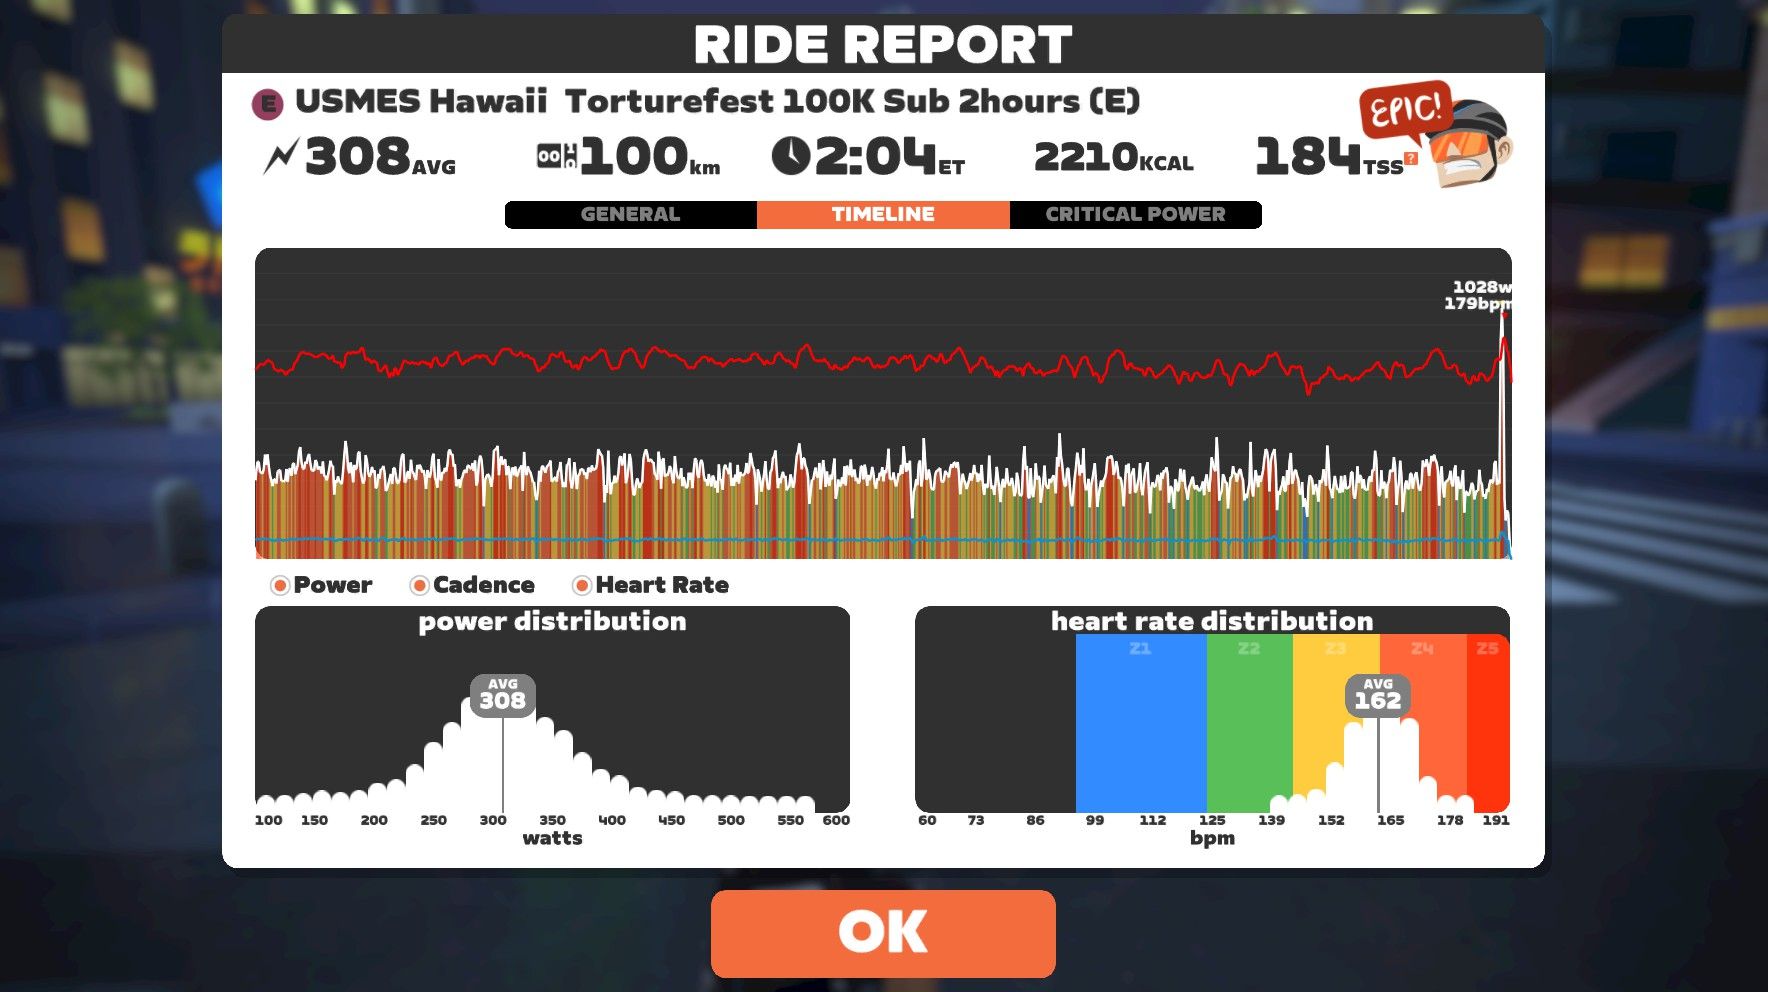 RIDE REPORT
E USMES Hawaii Torturefest 100K Sub 2hours (E)
EPIC!
308AVG 100km 2:04ET 2210KCAL 184TSS?
GENERAL TIMELINE CRITICAL POWER
1028w
179bpm
Power Cadence Heart Rate
power distribution
AVG
308
100 150 200 250 300 350 400 450 500 550 600
watts
heart rate distribution
Z1 Z2 Z3 Z4 Z5
AVG
162
60 73 86 99 112 125 139 152 165 178 191
bpm
OK